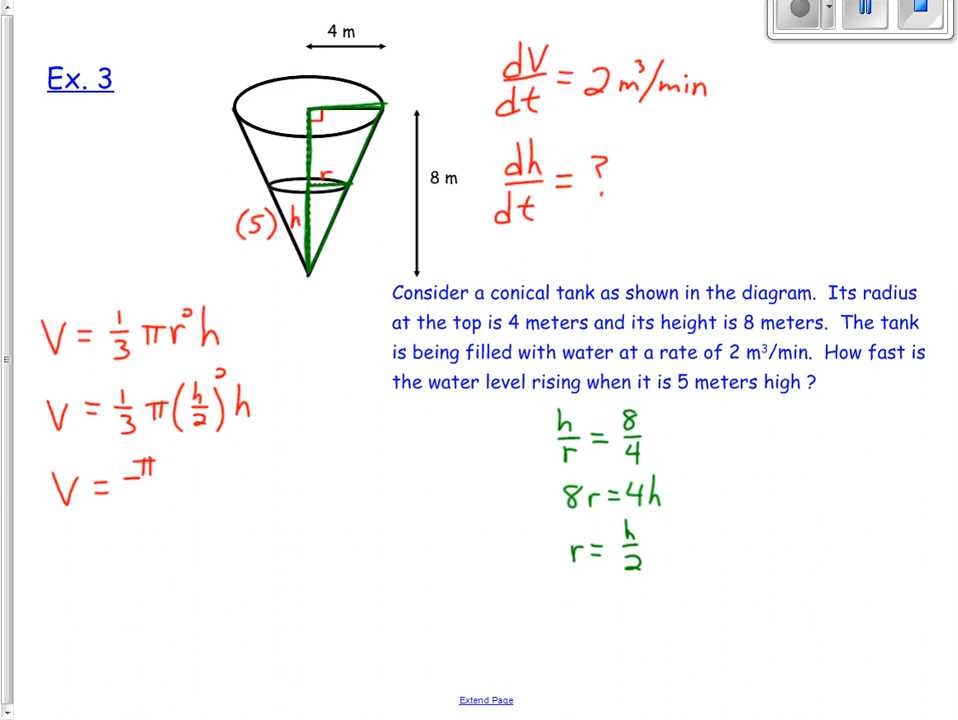 4 m
Ex. 3
dV/dt = 2 m³/min
8 m
dh/dt = ?
r
(5) h
Consider a conical tank as shown in the diagram. Its radius
at the top is 4 meters and its height is 8 meters. The tank
is being filled with water at a rate of 2 m³/min. How fast is
the water level rising when it is 5 meters high ?
V = 1/3 πr²h
V = 1/3 π(h/2)²h
V = π
h/r = 8/4
8r = 4h
r = h/2
Extend Page